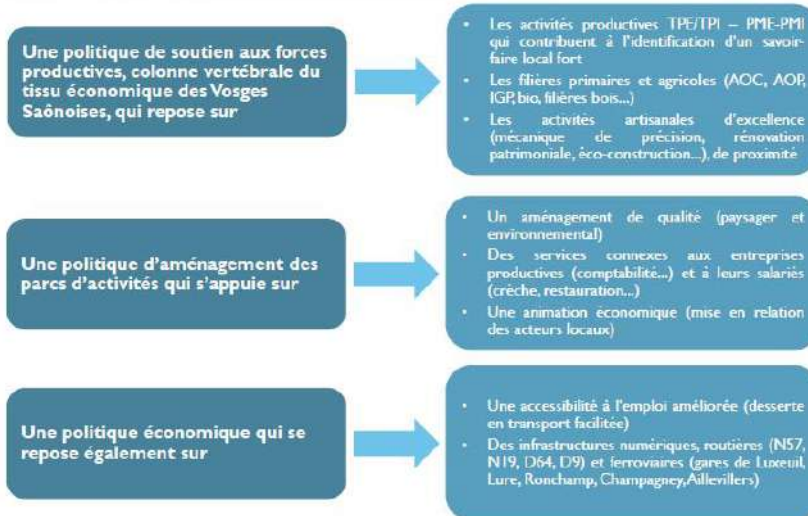 Une politique de soutien aux forces
productives, colonne vertébrale du
tissu économique des Vosges
Saônoises, qui repose sur
• Les activités productives TPE/TPI – PME-PMI
qui contribuent à l'identification d'un savoir-
faire local fort
• Les filières primaires et agricoles (AOC, AOP,
IGP, bio, filières bois...)
• Les activités artisanales d'excellence
(mécanique de précision, rénovation
patrimoniale, éco-construction...), de proximité
Une politique d'aménagement des
parcs d'activités qui s'appuie sur
• Un aménagement de qualité (paysager et
environnemental)
• Des services connexes aux entreprises
productives (comptabilité...) et à leurs salariés
(crèche, restauration...)
• Une animation économique (mise en relation
des acteurs locaux)
Une politique économique qui se
repose également sur
• Une accessibilité à l'emploi améliorée (desserte
en transport facilitée)
• Des infrastructures numériques, routières (N57,
N19, D64, D9) et ferroviaires (gares de Luxeuil,
Lure, Ronchamp, Champagney, Aillevillers)